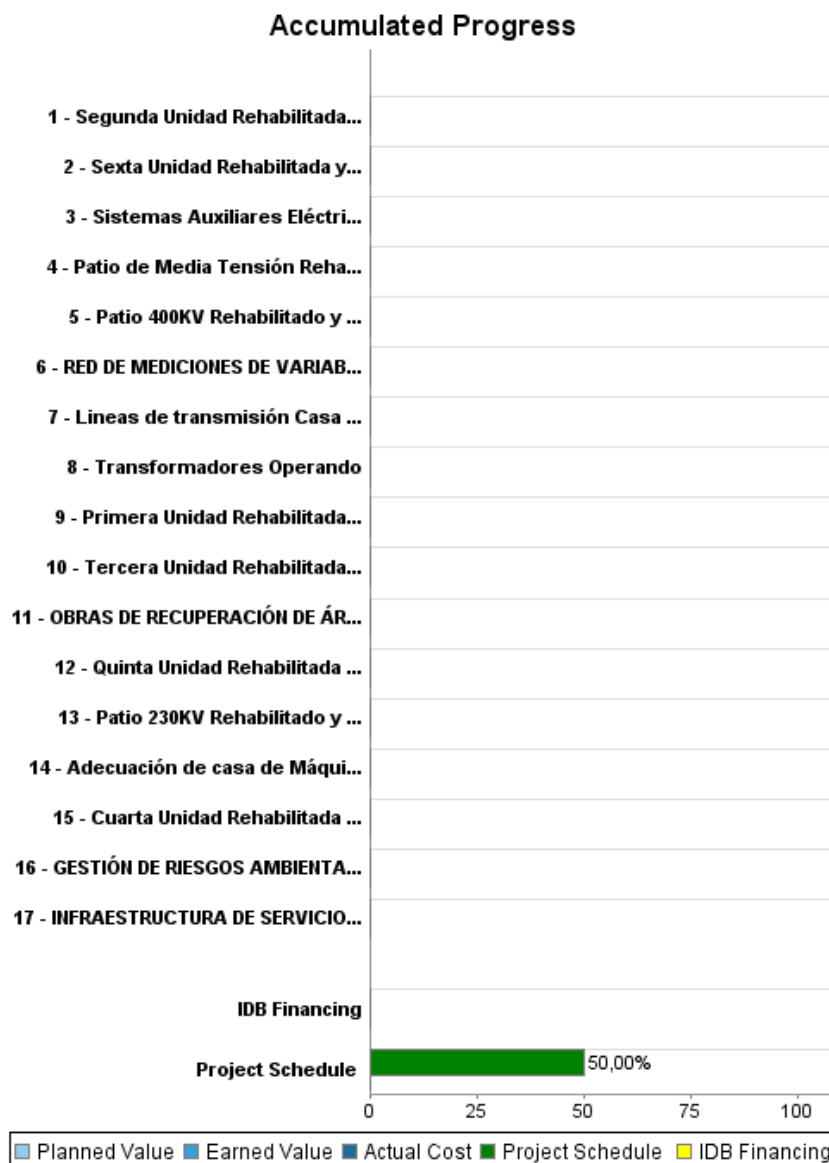 Accumulated Progress
1 - Segunda Unidad Rehabilitada...
2 - Sexta Unidad Rehabilitada y...
3 - Sistemas Auxiliares Eléctri...
4 - Patio de Media Tensión Reha...
5 - Patio 400KV Rehabilitado y ...
6 - RED DE MEDICIONES DE VARIAB...
7 - Lineas de transmisión Casa ...
8 - Transformadores Operando
9 - Primera Unidad Rehabilitada...
10 - Tercera Unidad Rehabilitada...
11 - OBRAS DE RECUPERACIÓN DE ÁR...
12 - Quinta Unidad Rehabilitada ...
13 - Patio 230KV Rehabilitado y ...
14 - Adecuación de casa de Máqui...
15 - Cuarta Unidad Rehabilitada ...
16 - GESTIÓN DE RIESGOS AMBIENTA...
17 - INFRAESTRUCTURA DE SERVICIO...
IDB Financing
Project Schedule 50,00%
0 25 50 75 100
Planned Value Earned Value Actual Cost Project Schedule IDB Financing